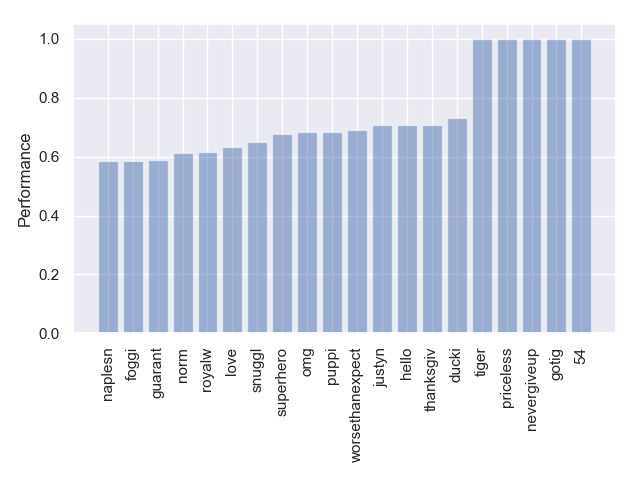 1.0
0.8
0.6
0.4
0.2
0.0
Performance
naplesn
foggi
guarant
norm
royalw
love
snuggl
superhero
omg
puppi
worsethanexpect
justyn
hello
thanksgiv
ducki
tiger
priceless
nevergiveup
gotig
54